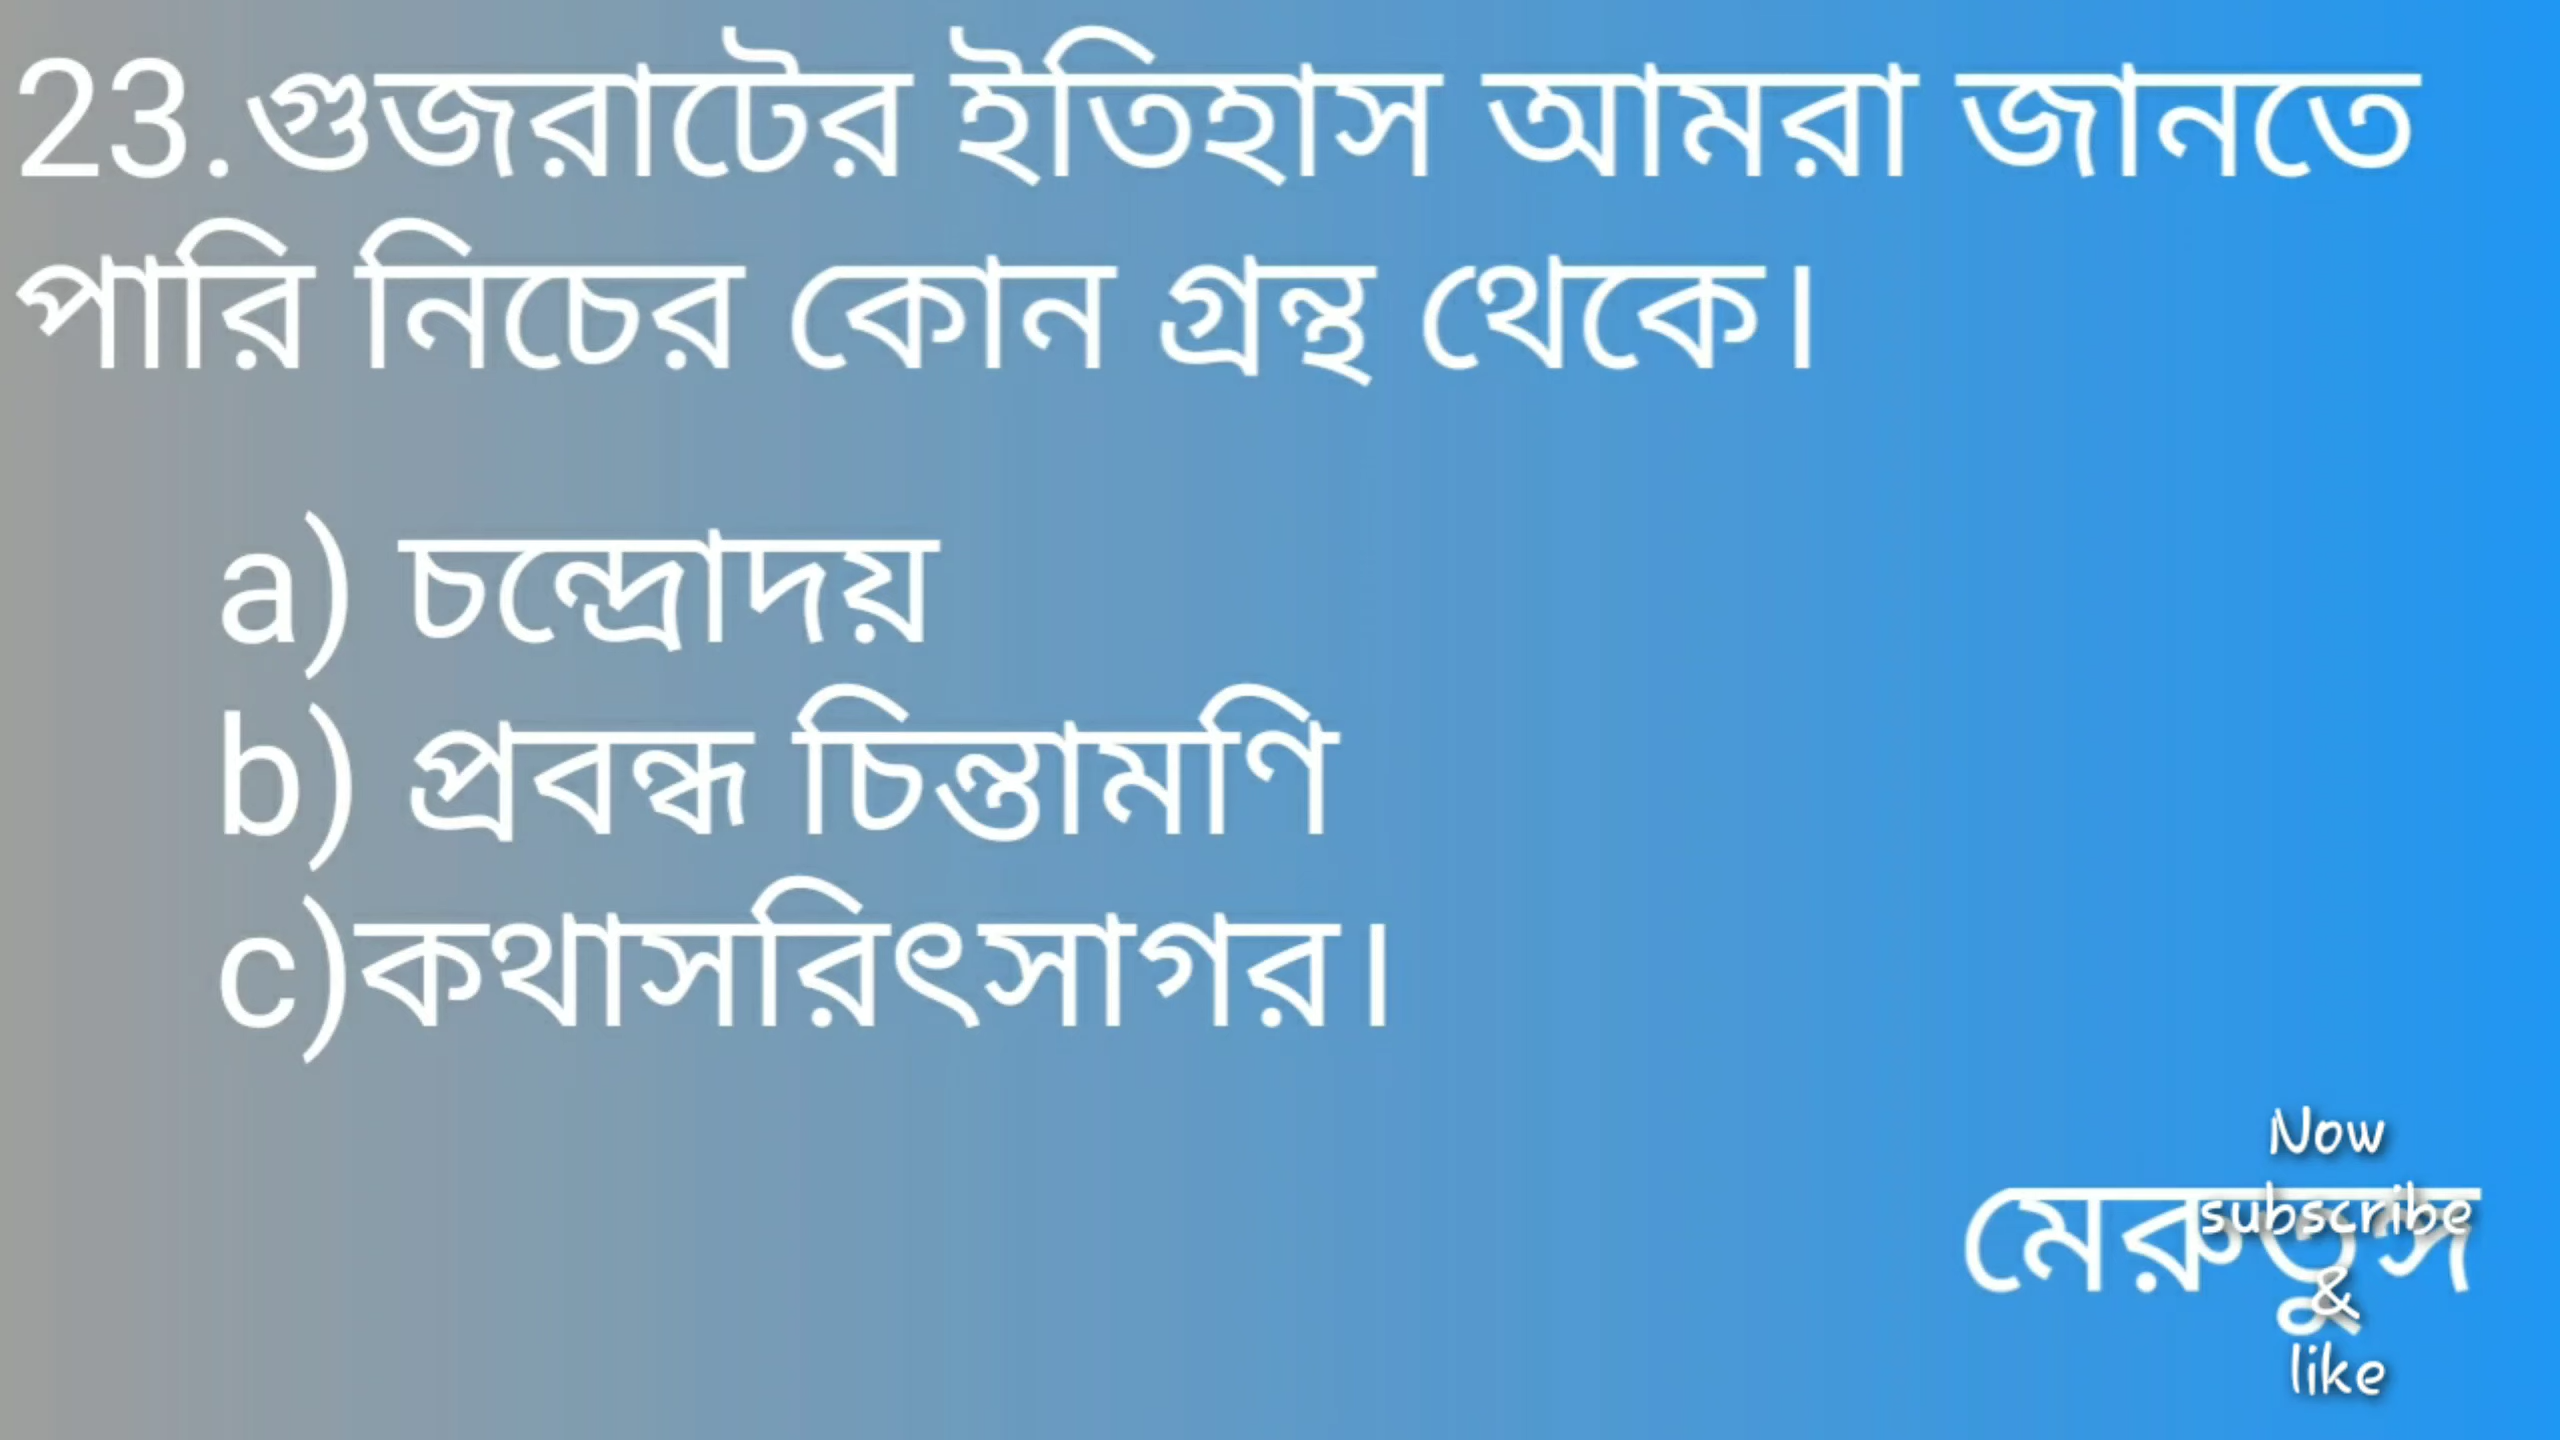 23.গুজরাটের ইতিহাস আমরা জানতে
পারি নিচের কোন গ্রন্থ থেকে।
a) চন্দ্রোদয়
b) প্রবন্ধ চিন্তামণি
c)কথাসরিৎসাগর।
Now
subscribe
&
like